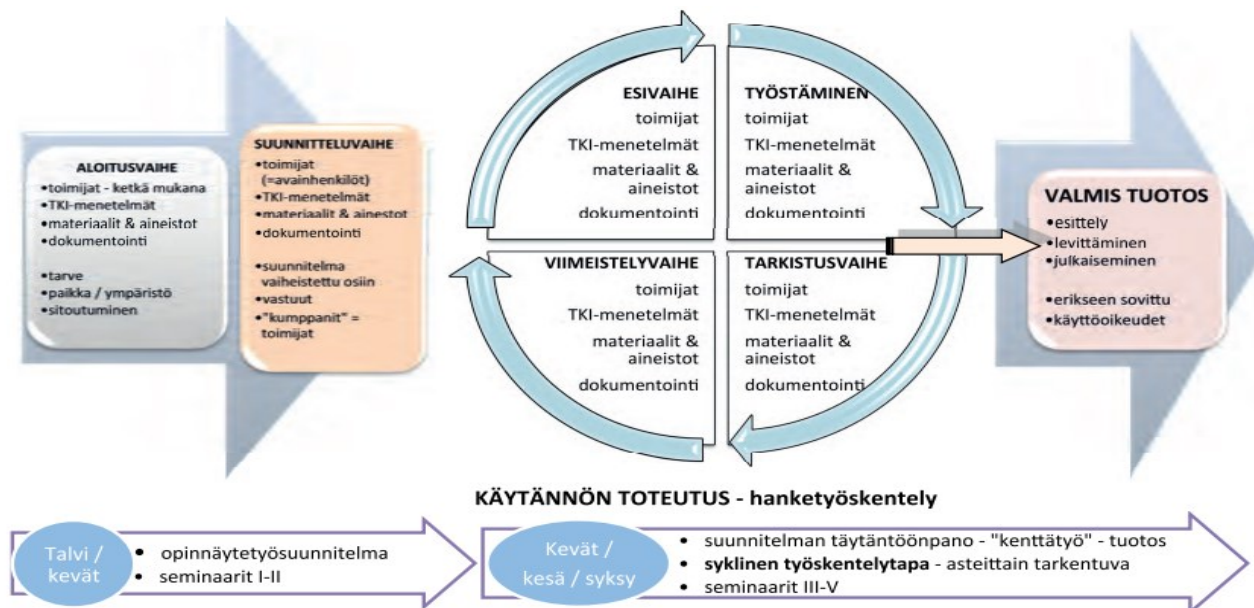 ALOITUSVAIHE
•toimijat - ketkä mukana
•TKI-menetelmät
•materiaalit & aineistot
•dokumentointi
•tarve
•paikka / ympäristö
•sitoutuminen
SUUNNITTELUVAIHE
•toimijat
(=avainhenkilöt)
•TKI-menetelmät
•materiaalit & ainestot
•dokumentointi
•suunnitelma
vaiheistettu osiin
•vastuut
•"kumppanit" =
toimijat
ESIVAIHE
toimijat
TKI-menetelmät
materiaalit &
aineistot
dokumentointi
TYÖSTÄMINEN
toimijat
TKI-menetelmät
materiaalit &
aineistot
dokumentointi
VIIMEISTELYVAIHE
toimijat
TKI-menetelmät
materiaalit &
aineistot
dokumentointi
TARKISTUSVAIHE
toimijat
TKI-menetelmät
materiaalit &
aineistot
dokumentointi
VALMIS TUOTOS
•esittely
•levittäminen
•julkaiseminen
•erikseen sovittu
•käyttöoikeudet
KÄYTÄNNÖN TOTEUTUS - hanketyöskentely
Talvi /
kevät
• opinnäytetyösuunnitelma
• seminaarit I-II
Kevät /
kesä / syksy
• suunnitelman täytäntöönpano - "kenttätyö" - tuotos
• syklinen työskentelytapa - asteittain tarkentuva
• seminaarit III-V